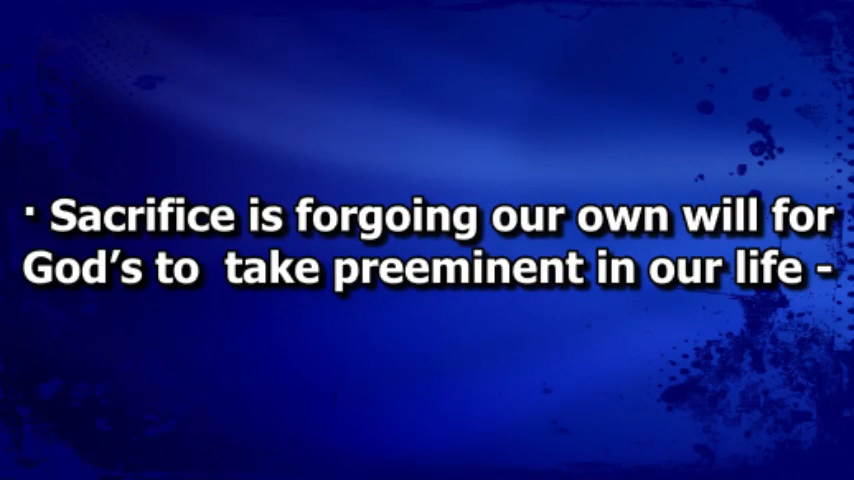 · Sacrifice is forgoing our own will for
God’s to  take preeminent in our life -